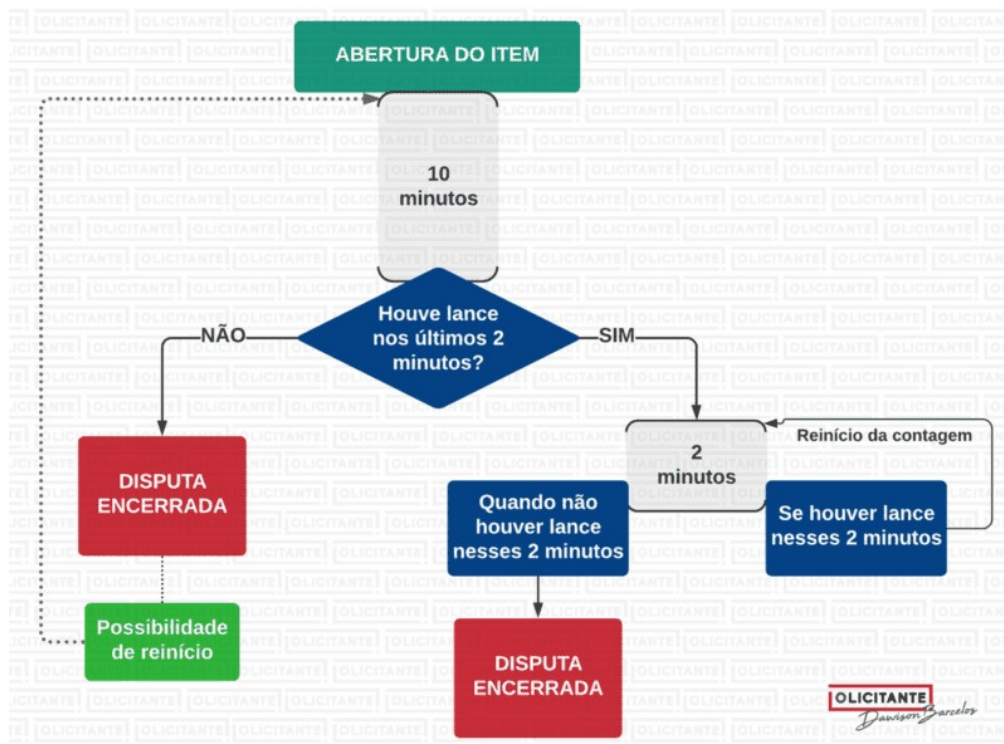 ABERTURA DO ITEM
10
minutos
Houve lance
nos últimos 2
minutos?
NÃO
SIM
DISPUTA
ENCERRADA
Possibilidade
de reinício
2
minutos
Reinício da contagem
Quando não
houver lance
nesses 2 minutos
Se houver lance
nesses 2 minutos
DISPUTA
ENCERRADA
OLICITANTE
Dawison Barcelos